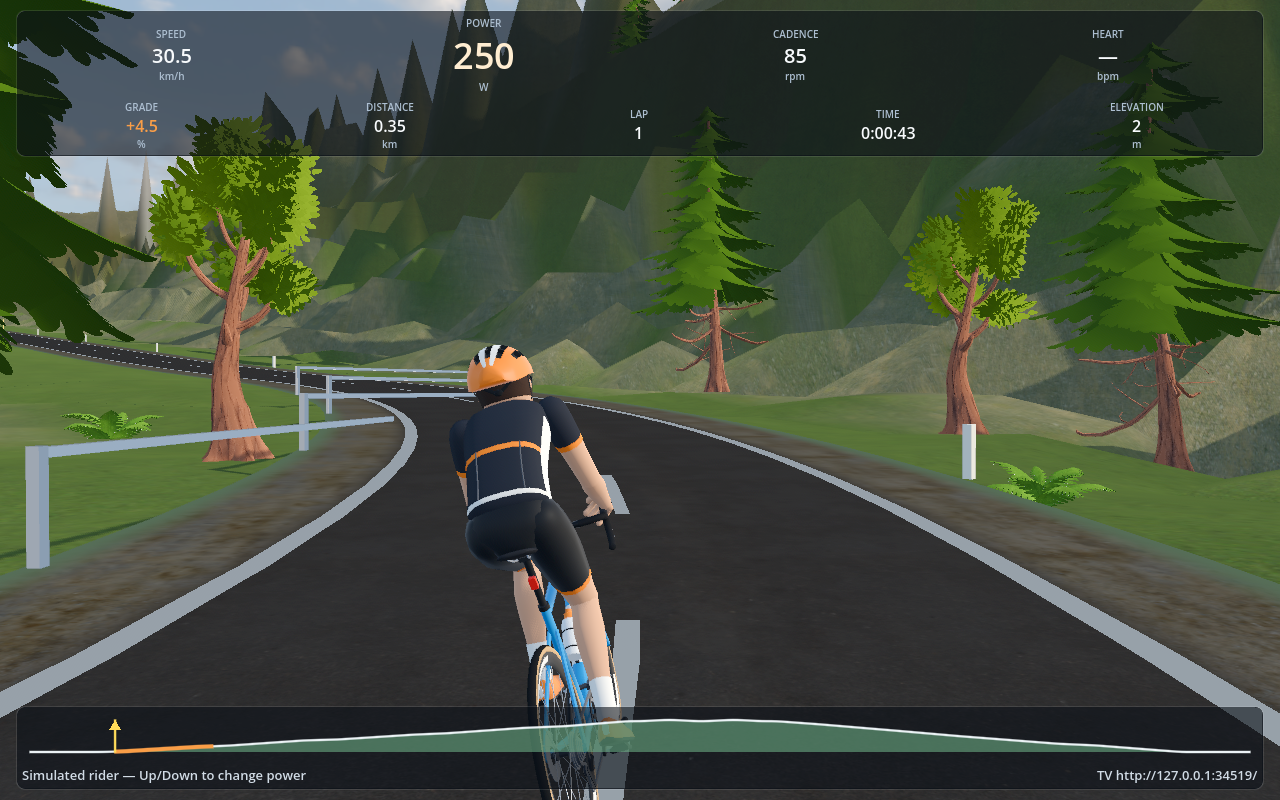 SPEED
30.5
km/h
POWER
250
W
CADENCE
85
rpm
HEART
—
bpm
GRADE
+4.5
%
DISTANCE
0.35
km
LAP
1
TIME
0:00:43
ELEVATION
2
m
Simulated rider — Up/Down to change power
TV http://127.0.0.1:34519/